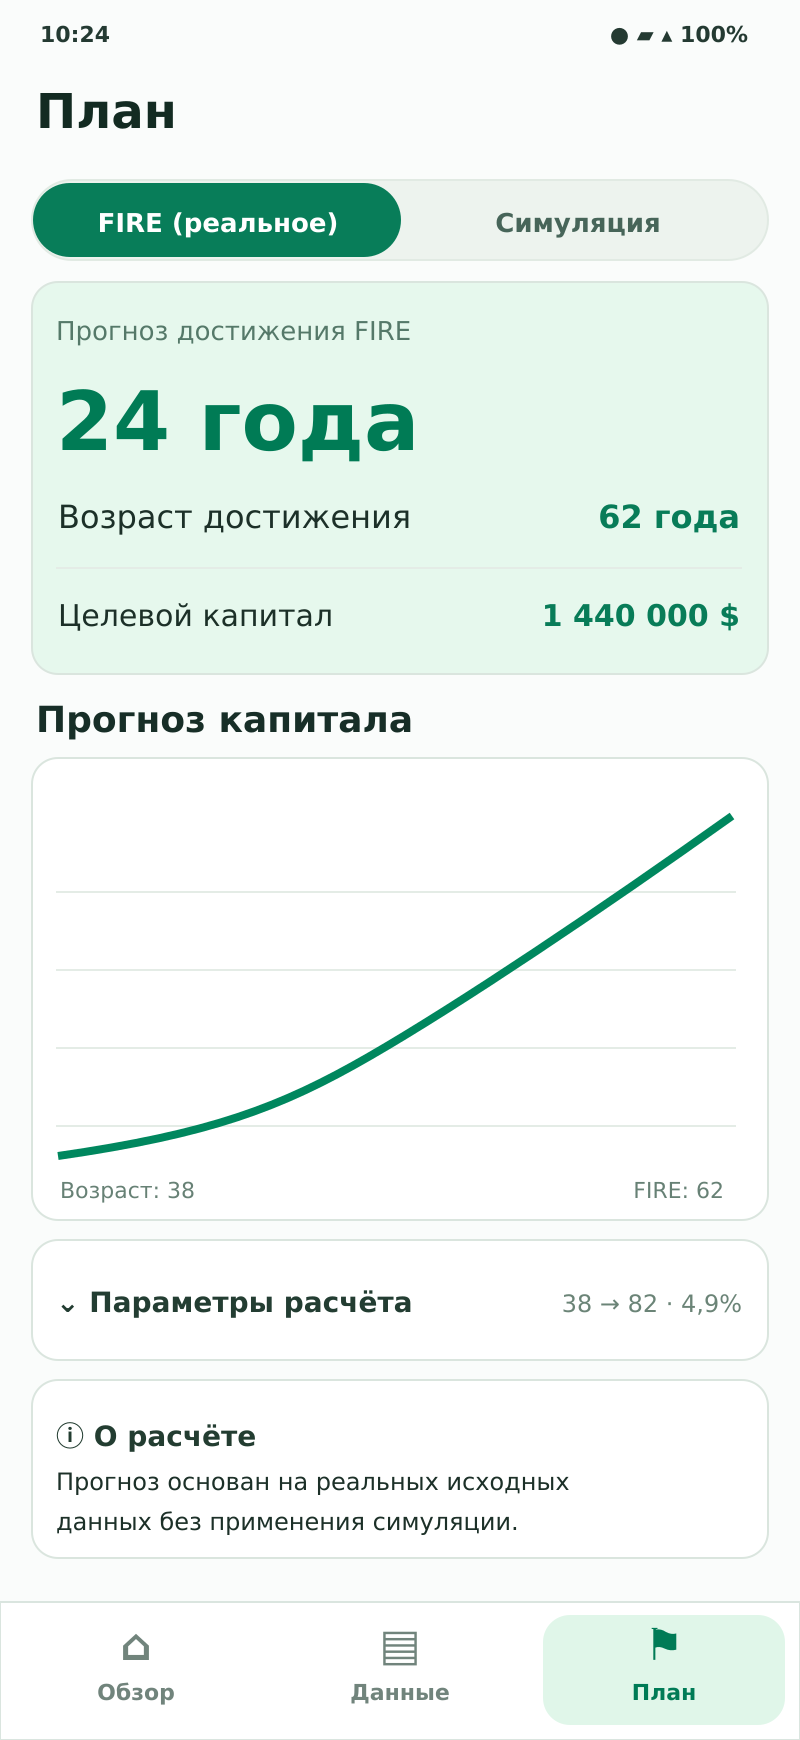 10:24
100%
План
FIRE (реальное)
Симуляция
Прогноз достижения FIRE
24 года
Возраст достижения
62 года
Целевой капитал
1 440 000 $
Прогноз капитала
Возраст: 38
FIRE: 62
Параметры расчёта
38 → 82 · 4,9%
ⓘ О расчёте
Прогноз основан на реальных исходных
данных без применения симуляции.
Обзор
Данные
План